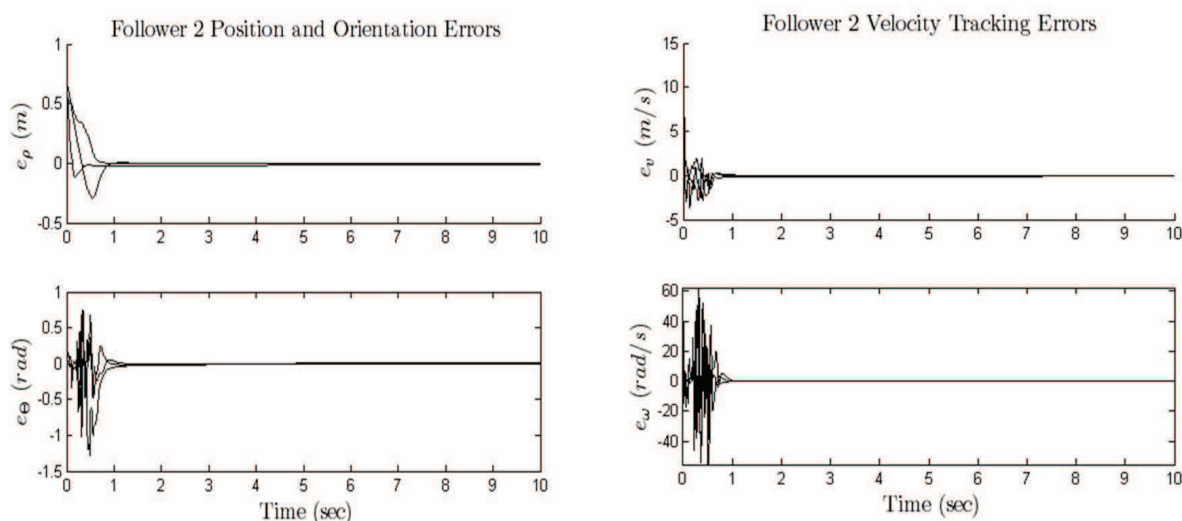 Follower 2 Position and Orientation Errors
1
0.5
0
-0.5
e_ρ (m)
0 1 2 3 4 5 6 7 8 9 10
1
0.5
0
-0.5
-1
-1.5
e_Θ (rad)
0 1 2 3 4 5 6 7 8 9 10
Time (sec)
Follower 2 Velocity Tracking Errors
15
10
5
0
-5
e_v (m/s)
0 1 2 3 4 5 6 7 8 9 10
60
40
20
0
-20
-40
e_ω (rad/s)
0 1 2 3 4 5 6 7 8 9 10
Time (sec)